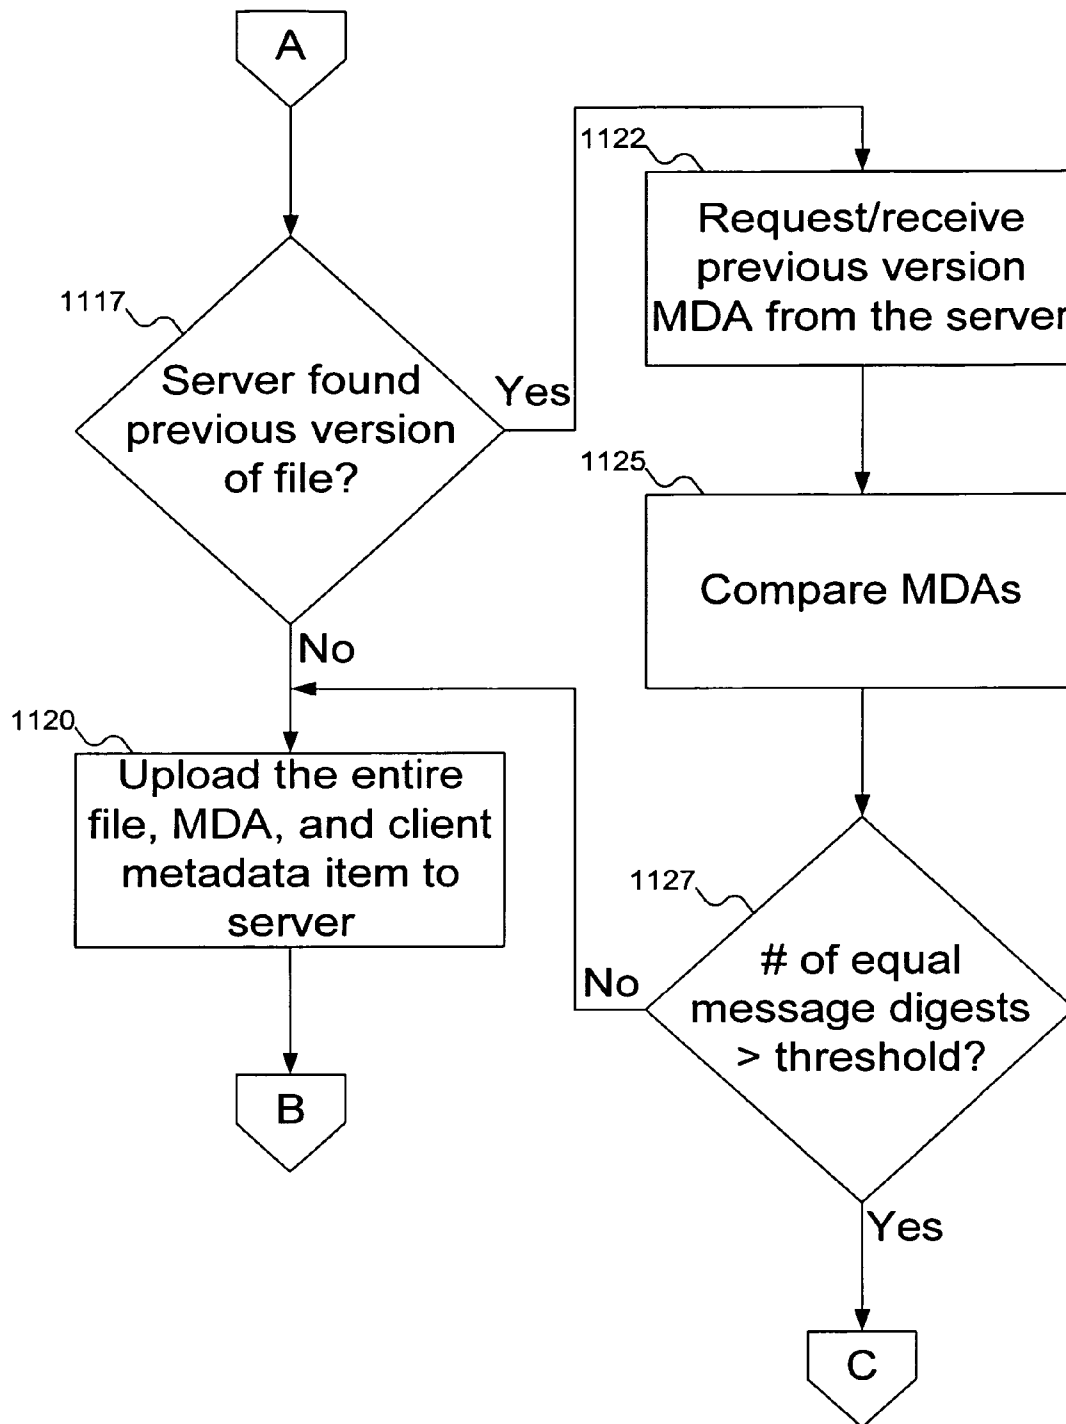 A
1117
Server found
previous version
of file?
Yes
No
1122
Request/receive
previous version
MDA from the server
1125
Compare MDAs
1127
# of equal
message digests
> threshold?
No
Yes
1120
Upload the entire
file, MDA, and client
metadata item to
server
B
C